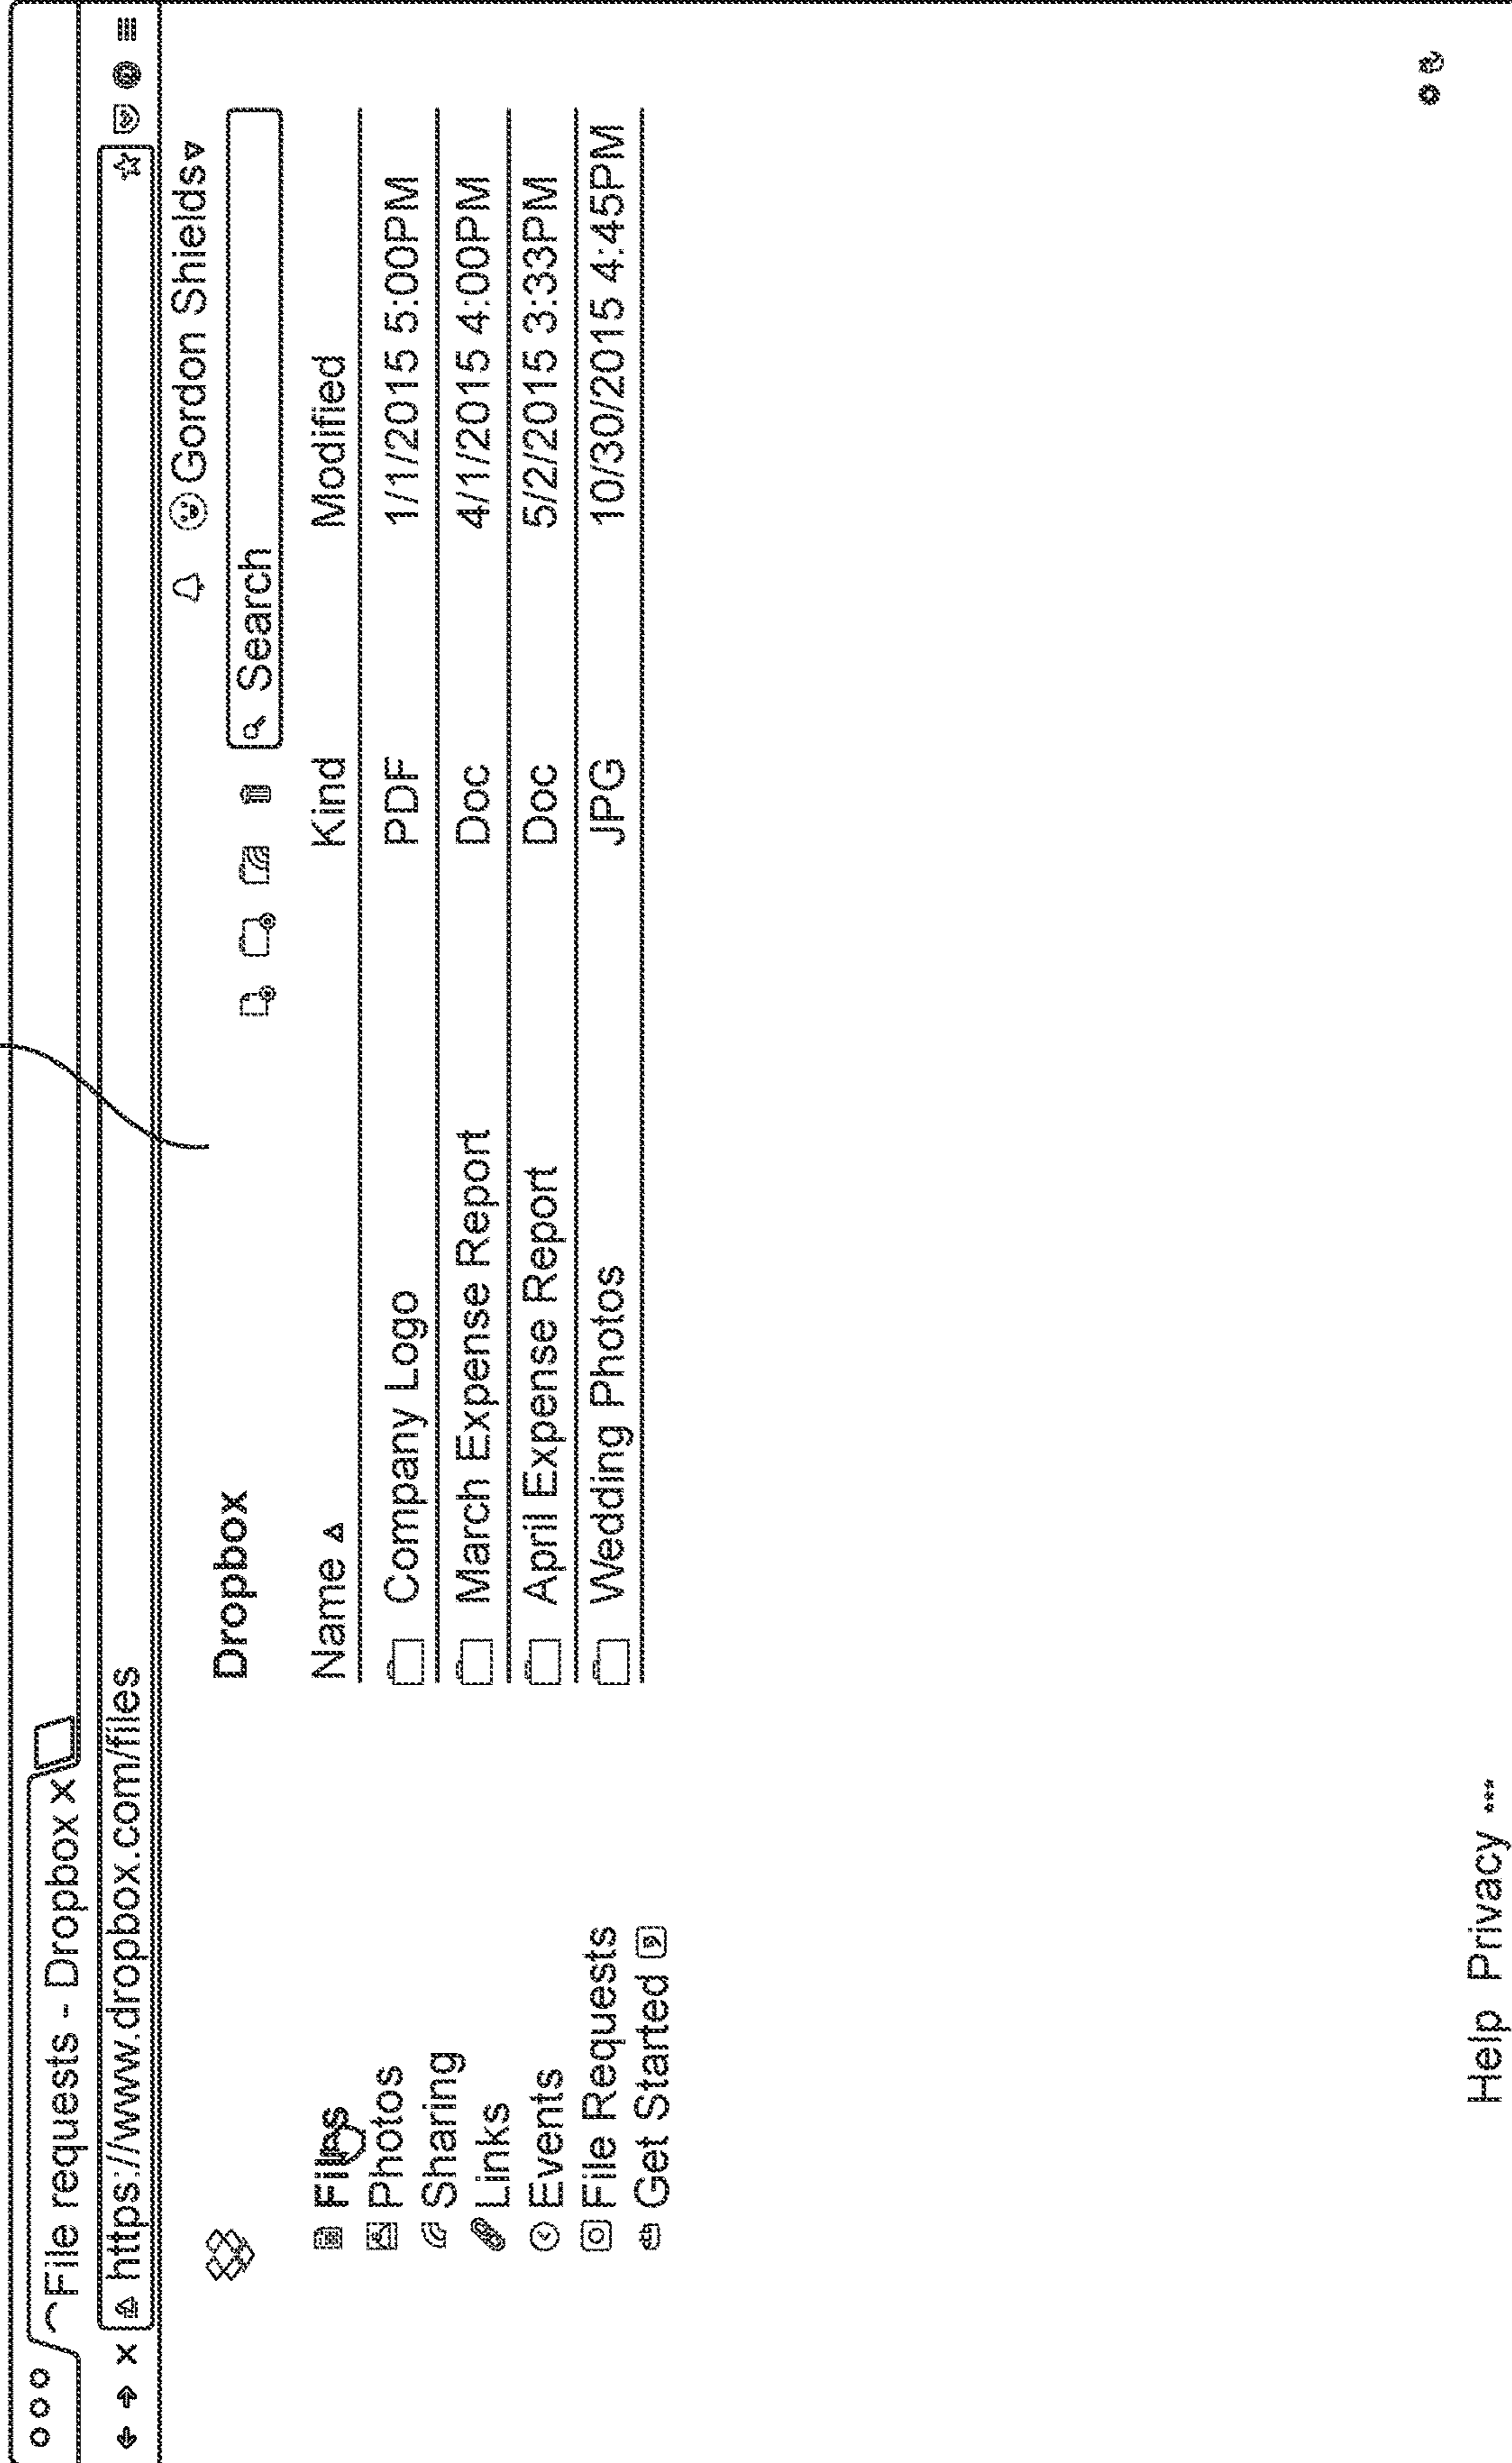 File requests - Dropbox x
https://www.dropbox.com/files
Gordon Shields
Dropbox
Search
Name Kind Modified
Company Logo PDF 1/1/2015 5:00PM
March Expense Report Doc 4/1/2015 4:00PM
April Expense Report Doc 5/2/2015 3:33PM
Wedding Photos JPG 10/30/2015 4:45PM
Files
Photos
Sharing
Links
Events
File Requests
Get Started
Help Privacy